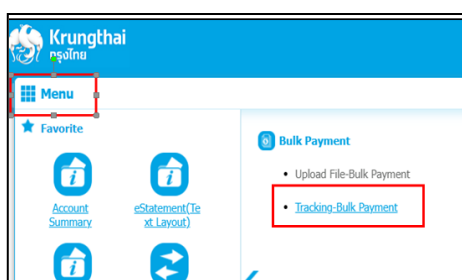 Krungthai
กรุงไทย
Menu
Favorite
Account
Summary
eStatement(Te
xt Layout)
Bulk Payment
• Upload File-Bulk Payment
• Tracking-Bulk Payment